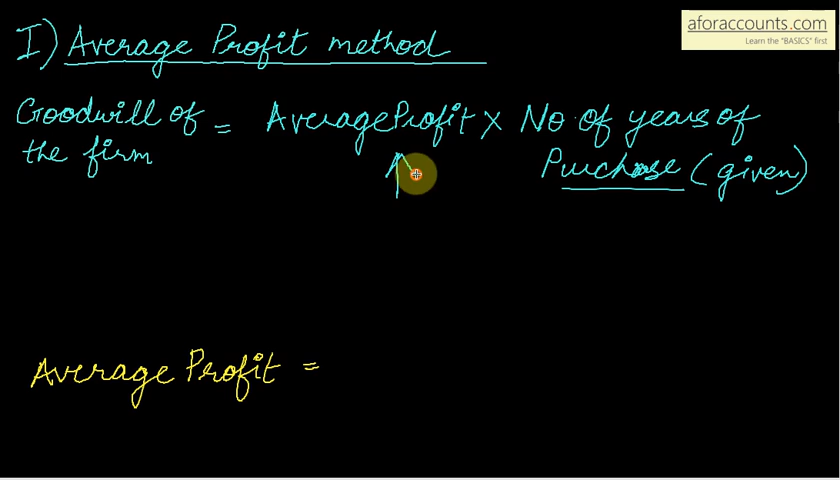 aforaccounts.com
Learn the "BASICS" first
I) Average Profit method
Goodwill of the firm = Average Profit × No of years of Purchase (given)
Average Profit =